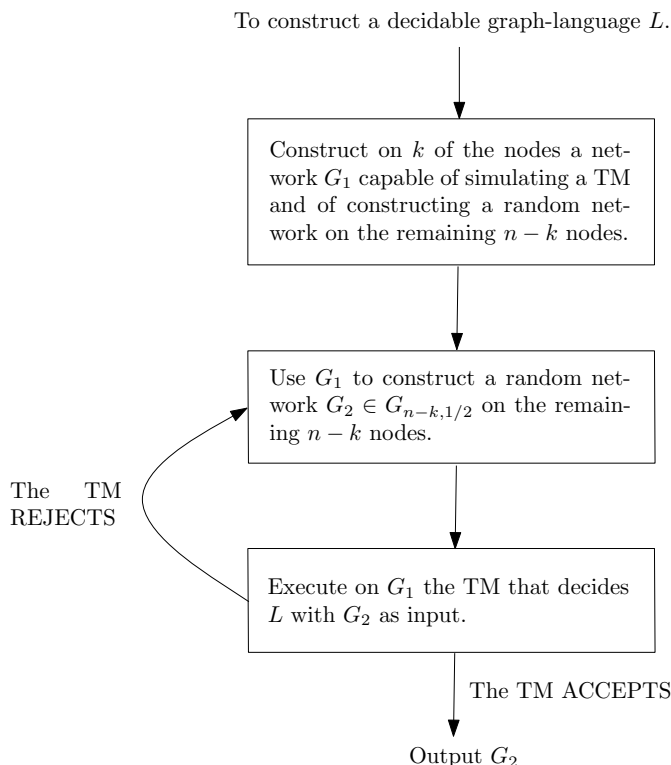 To construct a decidable graph-language L.
Construct on k of the nodes a net-
work G₁ capable of simulating a TM
and of constructing a random net-
work on the remaining n − k nodes.
Use G₁ to construct a random net-
work G₂ ∈ Gₙ₋ₖ,₁/₂ on the remain-
ing n − k nodes.
The TM
REJECTS
Execute on G₁ the TM that decides
L with G₂ as input.
The TM ACCEPTS
Output G₂